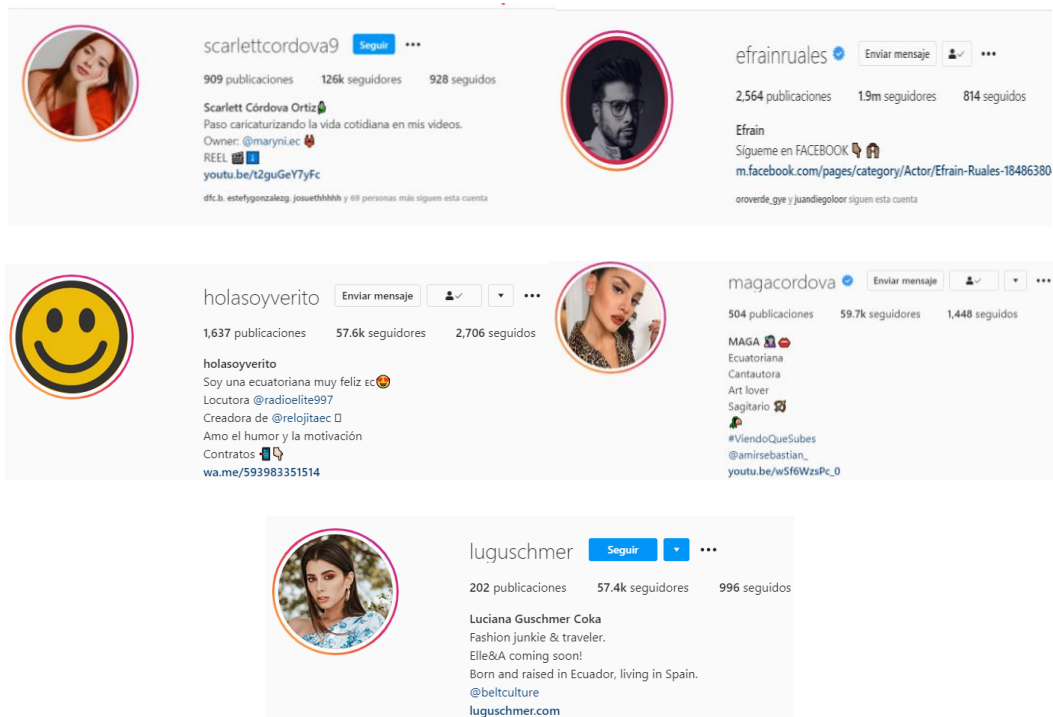 scarlettcordova9 Seguir
909 publicaciones 126k seguidores 928 seguidos
Scarlett Córdova Ortiz
Paso caricaturizando la vida cotidiana en mis videos.
Owner: @maryni.ec
REEL
youtu.be/t2guGeY7yFc
dfc.b, estefygonzalezg, josuethhhhh y 69 personas más siguen esta cuenta
efrainruales Enviar mensaje
2,564 publicaciones 1.9m seguidores 814 seguidos
Efrain
Sígueme en FACEBOOK
m.facebook.com/pages/category/Actor/Efrain-Ruales-18486380
oroverde_gye y juandiegoloor siguen esta cuenta
holasoyverito Enviar mensaje
1,637 publicaciones 57.6k seguidores 2,706 seguidos
holasoyverito
Soy una ecuatoriana muy feliz EC
Locutora @radioelite997
Creadora de @relojitaec
Amo el humor y la motivación
Contratos
wa.me/593983351514
magacordova Enviar mensaje
504 publicaciones 59.7k seguidores 1,448 seguidos
MAGA
Ecuatoriana
Cantautora
Art lover
Sagitario
#ViendoQueSubes
@amirsebastian_
youtu.be/wSf6WzsPc_0
luguschmer Seguir
202 publicaciones 57.4k seguidores 996 seguidos
Luciana Guschmer Coka
Fashion junkie & traveler.
Elle&A coming soon!
Born and raised in Ecuador, living in Spain.
@beltculture
luguschmer.com